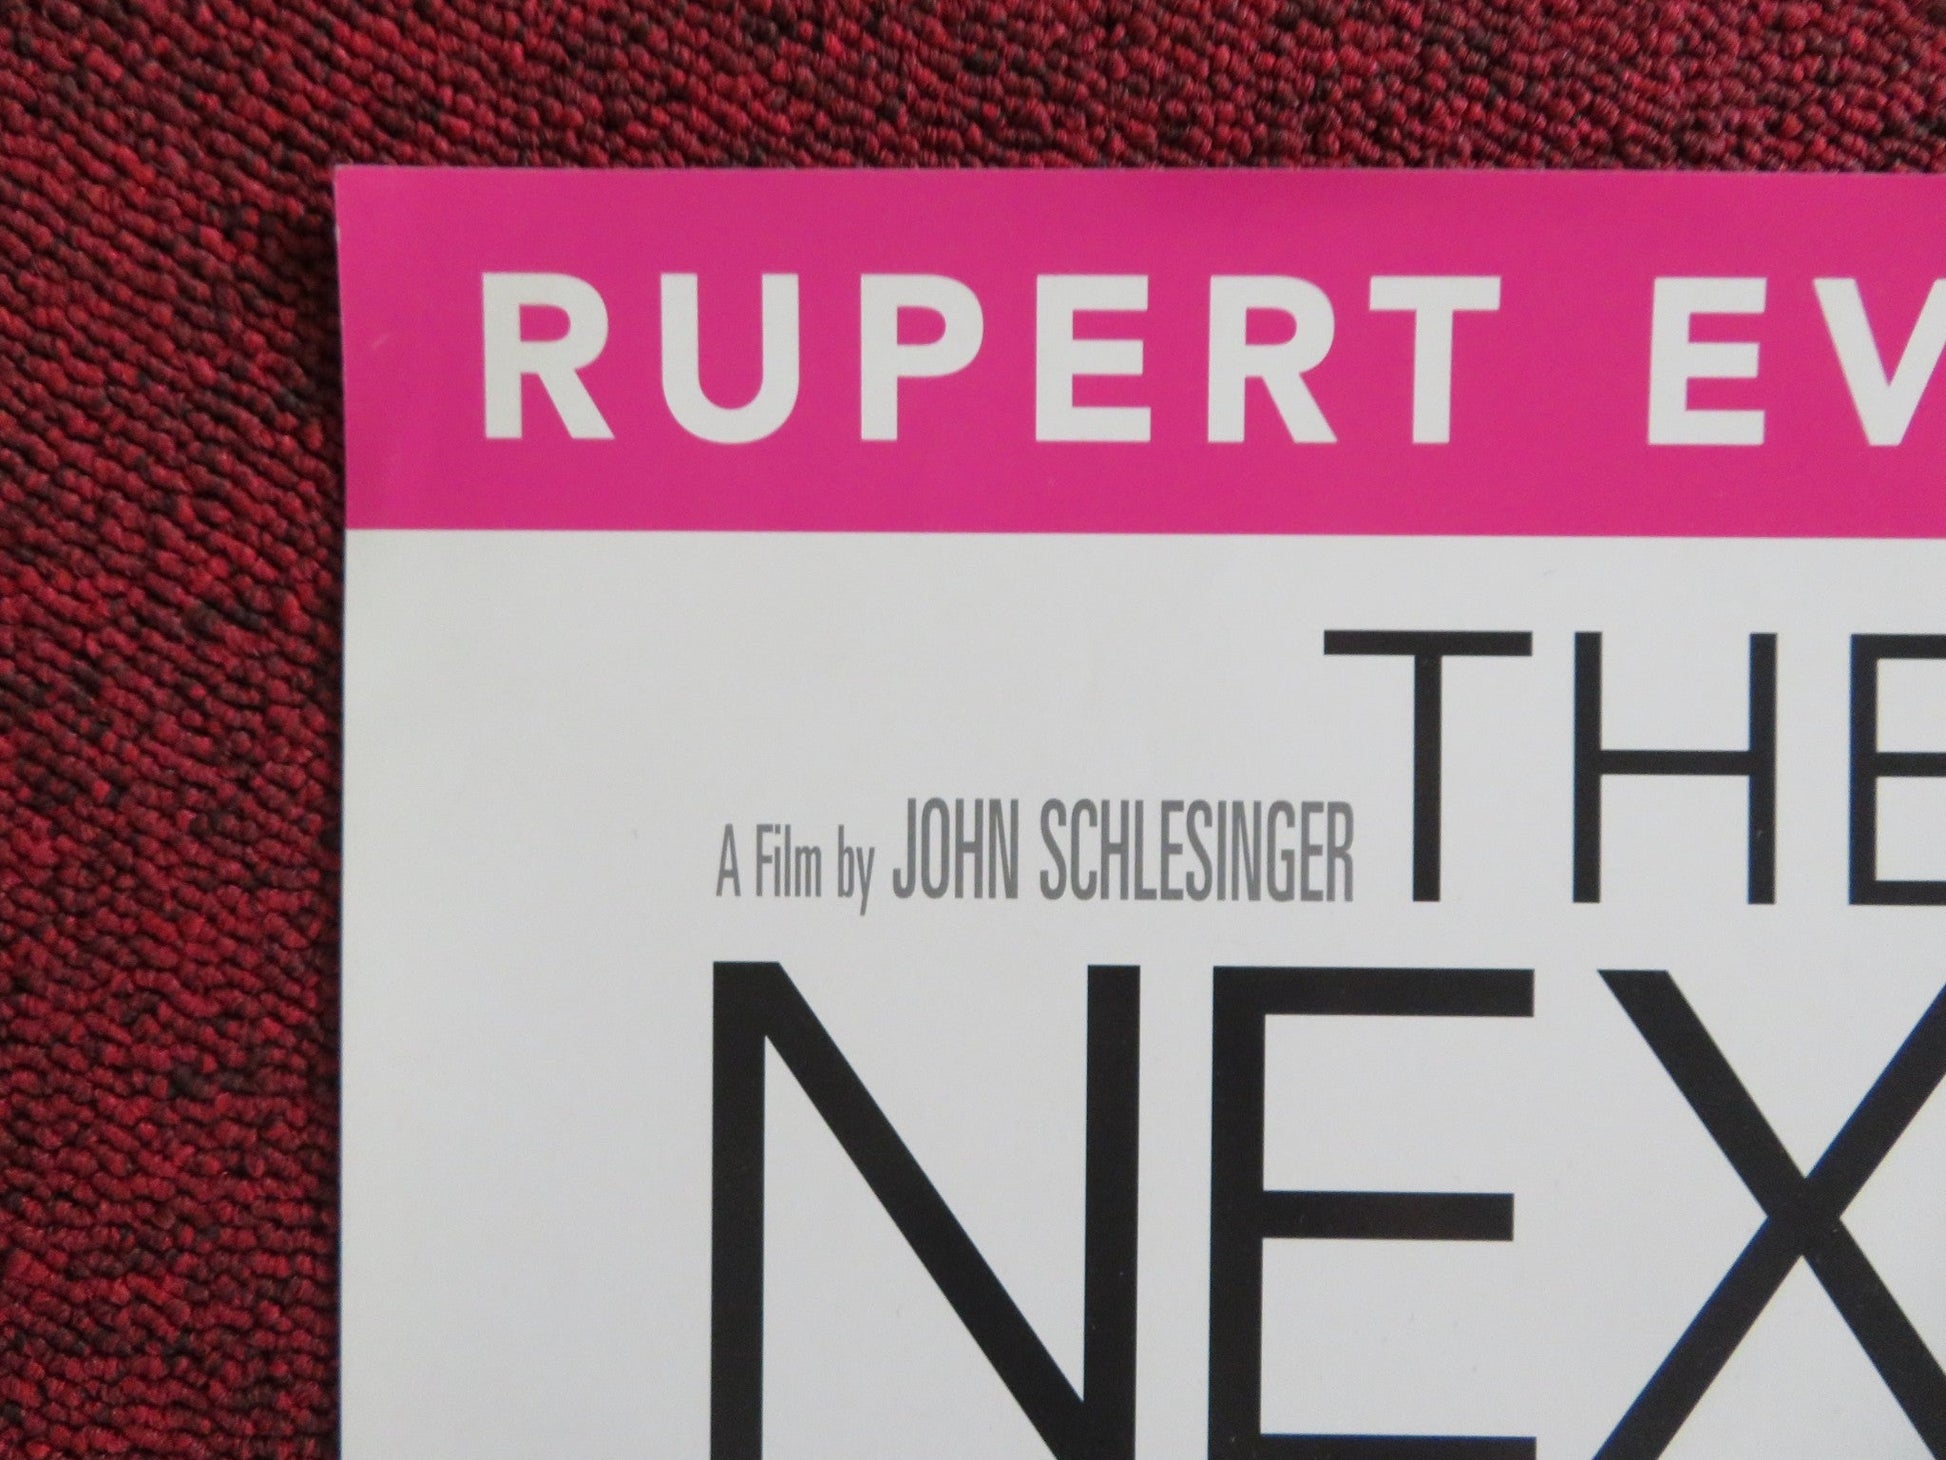 RUPERT EV
THE
A Film by JOHN SCHLESINGER
NEX